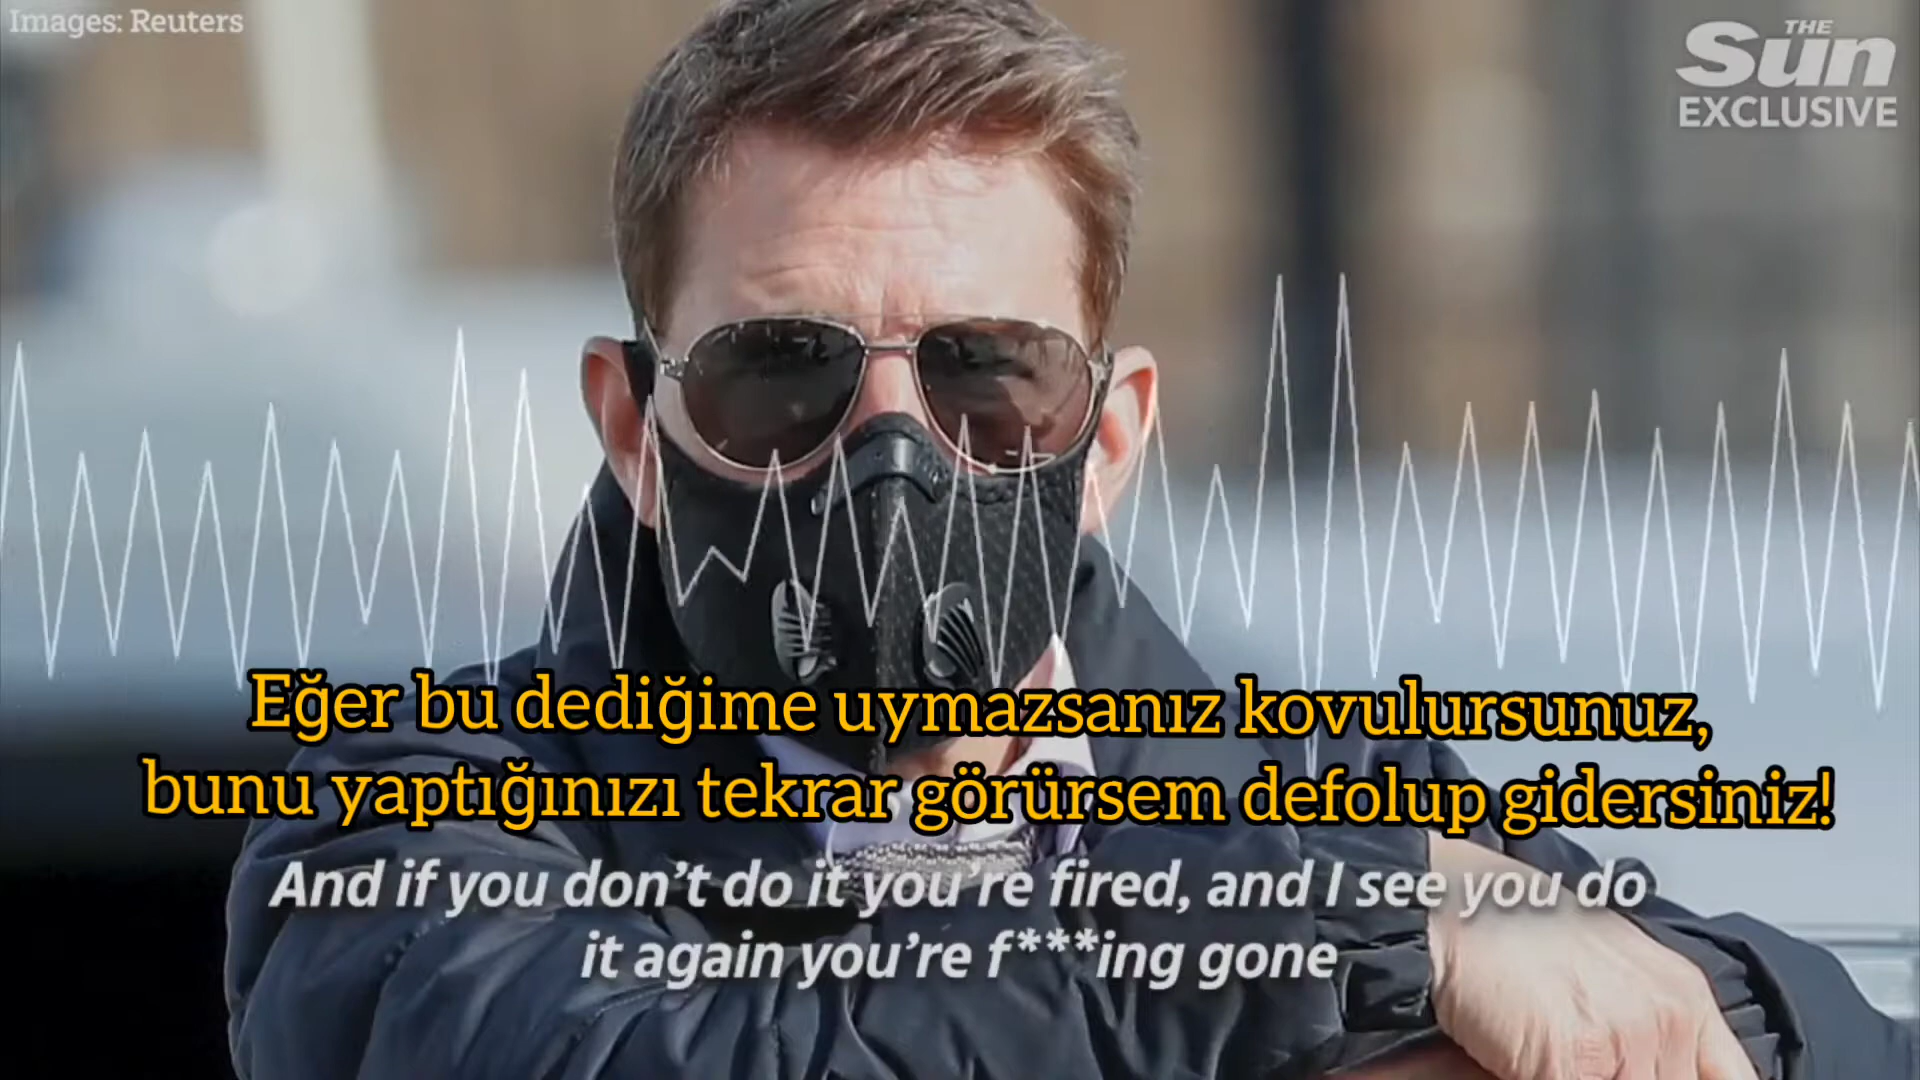 Images: Reuters
THE
Sun
EXCLUSIVE
Eğer bu dediğime uymazsanız kovulursunuz,
bunu yaptığınızı tekrar görürsem defolup gidersiniz!
And if you don't do it you're fired, and I see you do
it again you're f***ing gone